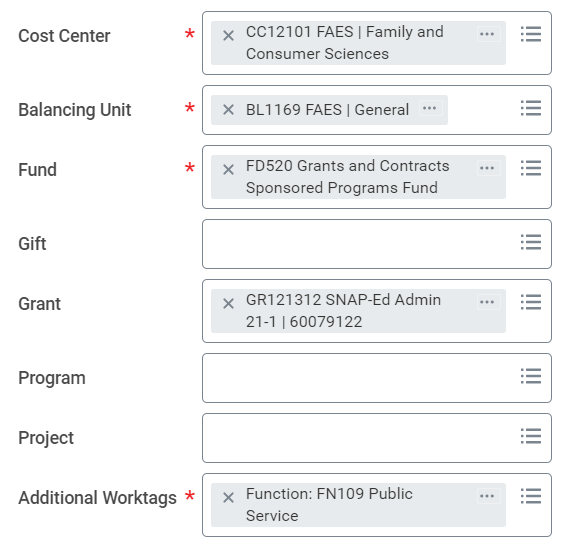 Cost Center *
CC12101 FAES | Family and
Consumer Sciences
Balancing Unit *
BL1169 FAES | General
Fund *
FD520 Grants and Contracts
Sponsored Programs Fund
Gift
Grant
GR121312 SNAP-Ed Admin
21-1 | 60079122
Program
Project
Additional Worktags *
Function: FN109 Public
Service